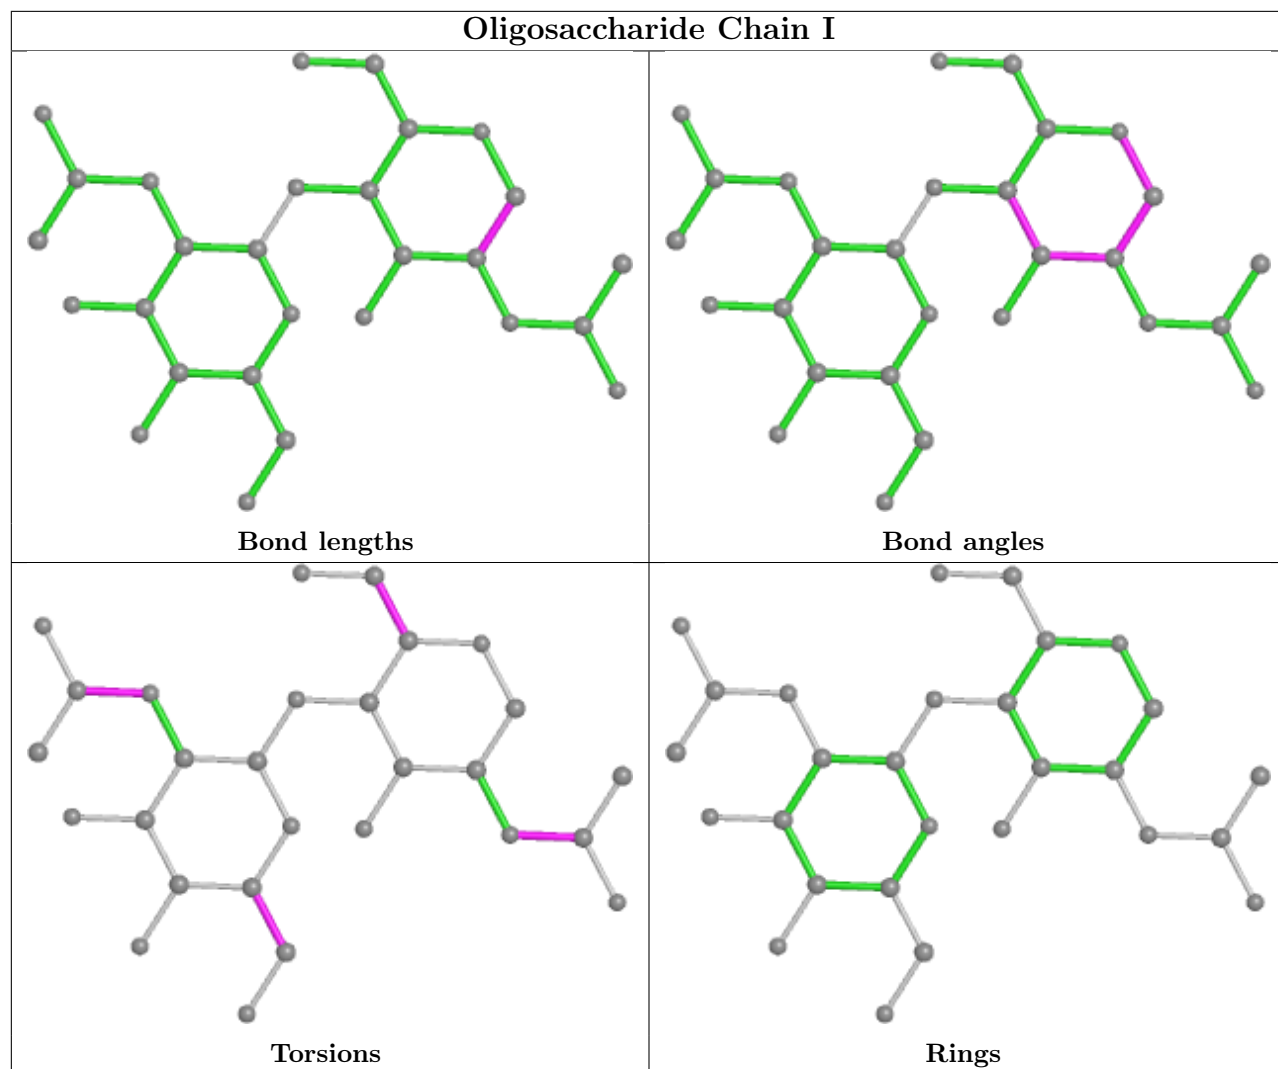 Oligosaccharide Chain I
Bond lengths
Bond angles
Torsions
Rings